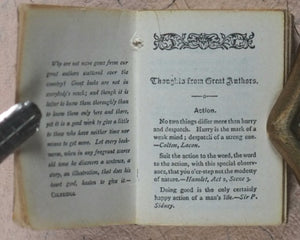 Why are not more gems from our
great authors scattered over the
country? Great books are not in
everybody's reach; and though it is
better to know them thoroughly than
to know them only here and there,
yet it is a good work to give a little
to those who have neither time nor
means to get more. Let every book-
worm, when in any fragrant scarce
old tome he discovers a sentence, a
story, an illustration, that does his
heart good, hasten to give it.—
COLERIDGE.
Thoughts from Great Authors.
Action.
No two things differ more than hurry
and despatch. Hurry is the mark of a
weak mind; despatch of a strong one.
—Colton, Lacon.
Suit the action to the word, the word
to the action, with this special observ-
ance, that you o'er-step not the modesty
of nature.—Hamlet, Act 3, Scene 2.
Doing good is the only certainly
happy action of a man's life.—Sir P.
Sidney.